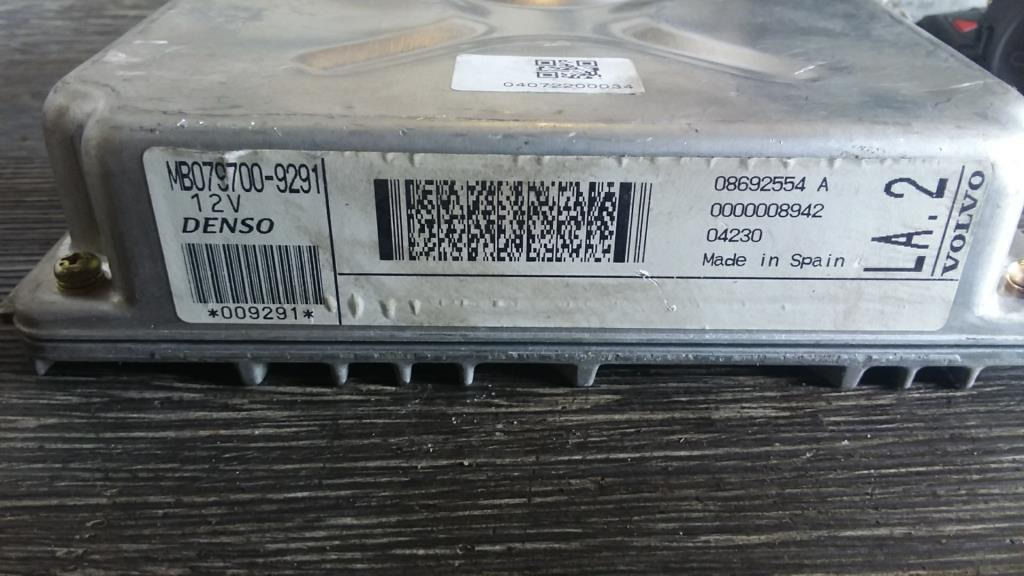 04072200034
MB079700-9291
12V
DENSO
*009291*
08692554 A
0000008942
04230
Made in Spain
LA.2
VOLVO